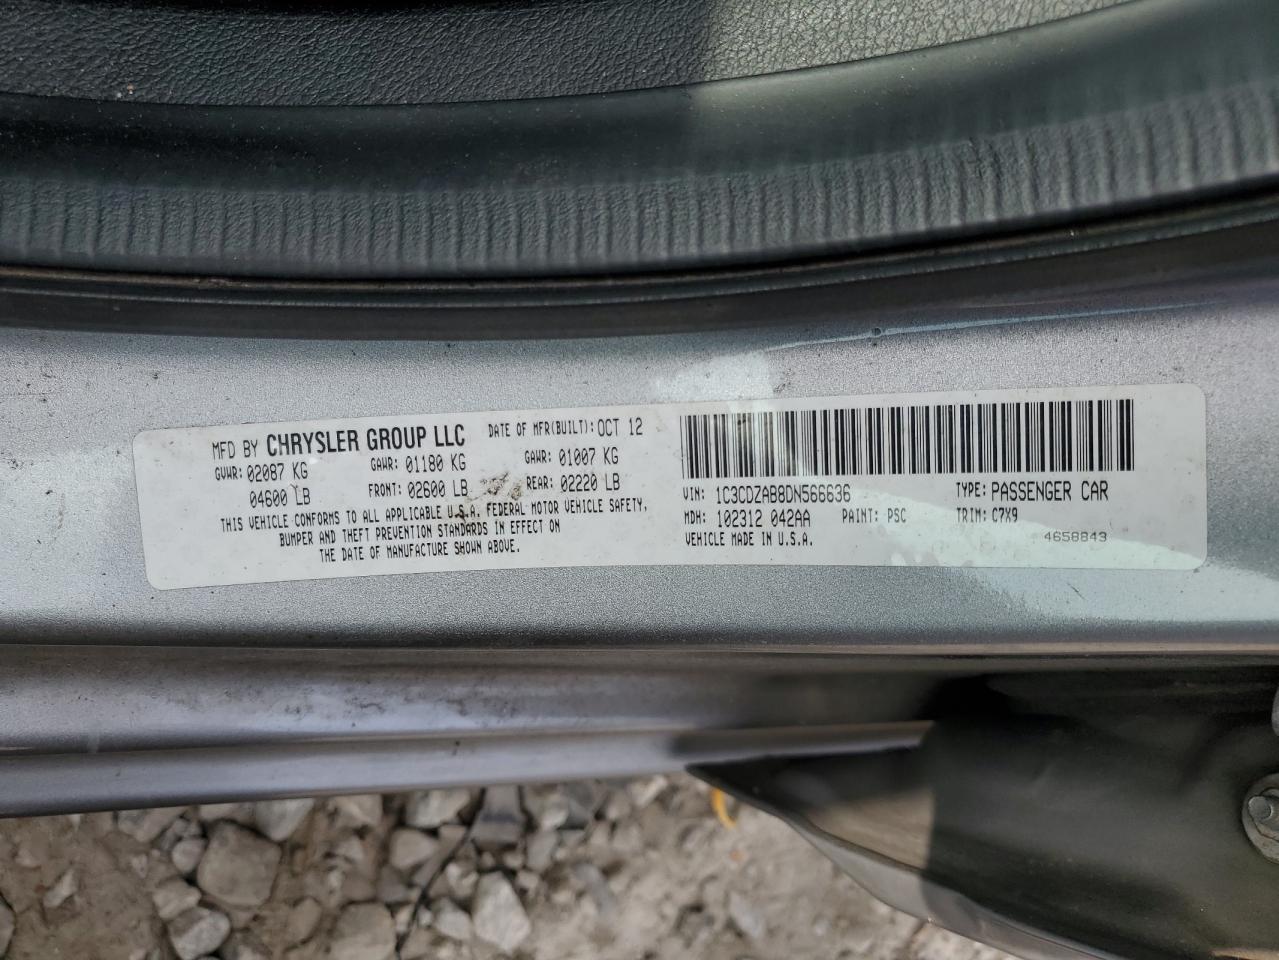 MFD BY CHRYSLER GROUP LLC DATE OF MFR(BUILT): OCT 12
GVWR: 02087 KG GAWR: 01180 KG GAWR: 01007 KG
04600 LB FRONT: 02600 LB REAR: 02220 LB
THIS VEHICLE CONFORMS TO ALL APPLICABLE U.S.A. FEDERAL MOTOR VEHICLE SAFETY,
BUMPER AND THEFT PREVENTION STANDARDS IN EFFECT ON
THE DATE OF MANUFACTURE SHOWN ABOVE.
VIN: 1C3CDZAB8DN566636 TYPE: PASSENGER CAR
MDH: 102312 042AA PAINT: PSC TRIM: C7X9
VEHICLE MADE IN U.S.A. 4658843